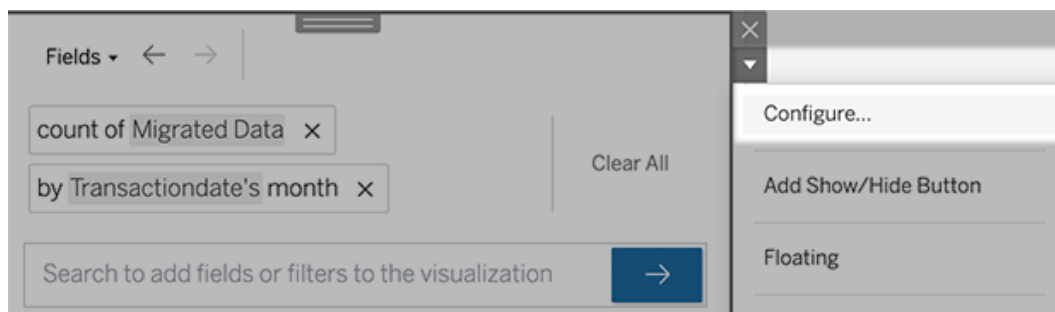 Fields
count of Migrated Data
by Transactiondate's month
Clear All
Search to add fields or filters to the visualization
Configure...
Add Show/Hide Button
Floating